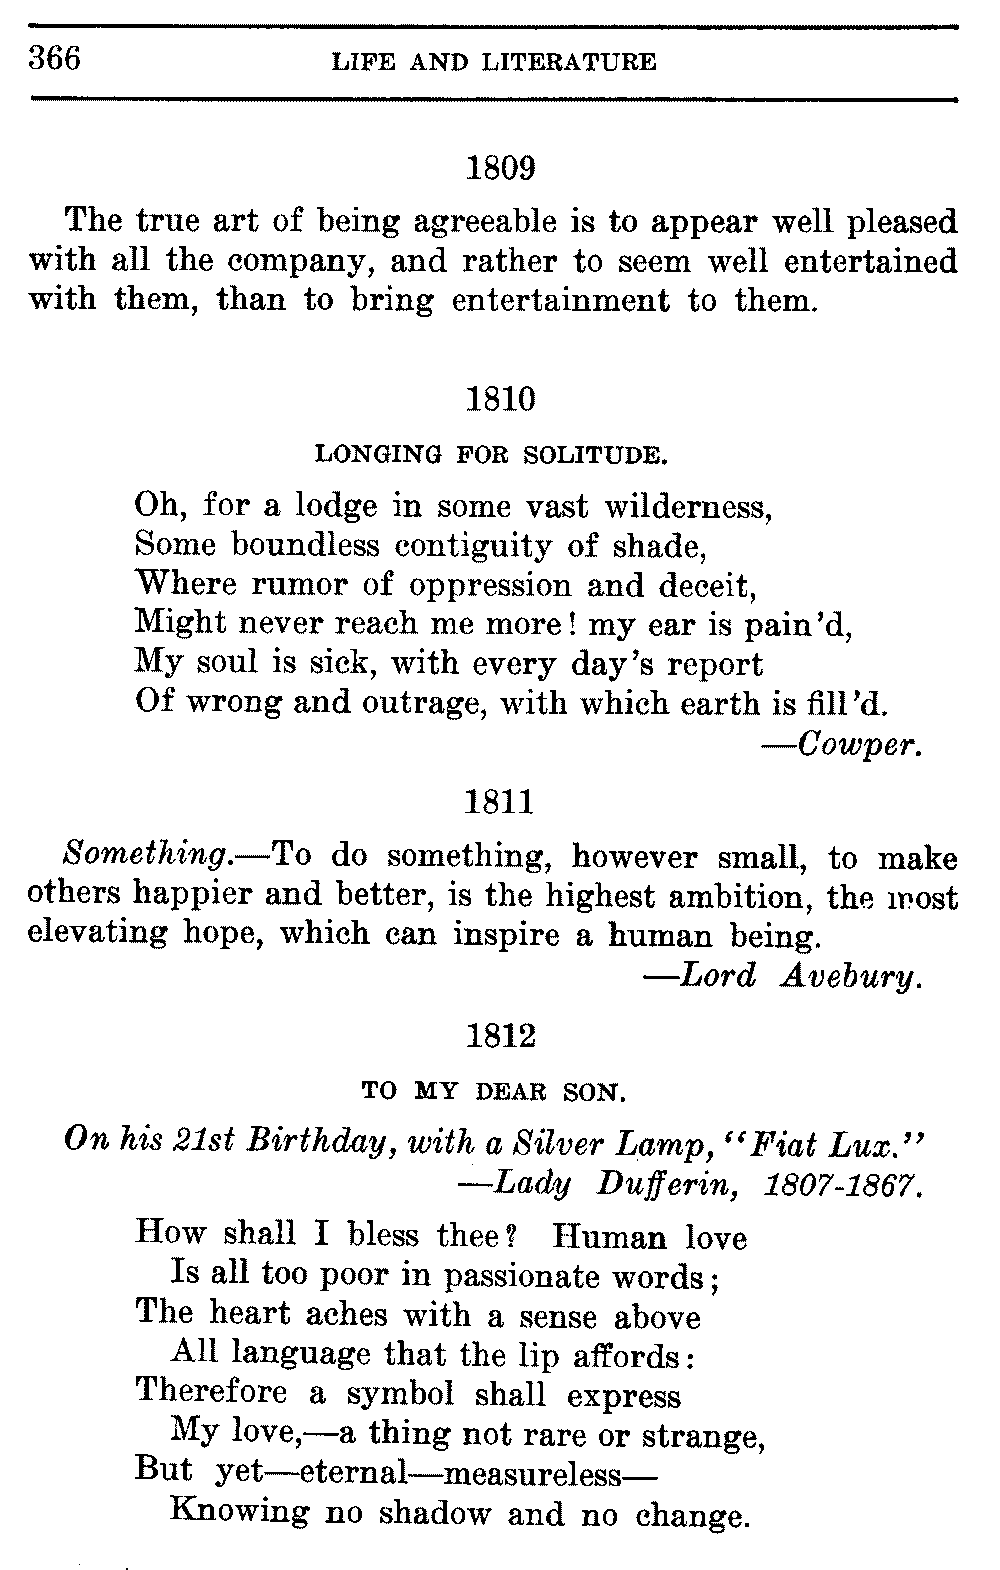 366 LIFE AND LITERATURE
1809
The true art of being agreeable is to appear well pleased
with all the company, and rather to seem well entertained
with them, than to bring entertainment to them.
1810
LONGING FOR SOLITUDE.
Oh, for a lodge in some vast wilderness,
Some boundless contiguity of shade,
Where rumor of oppression and deceit,
Might never reach me more! my ear is pain'd,
My soul is sick, with every day's report
Of wrong and outrage, with which earth is fill'd.
—Cowper.
1811
Something.—To do something, however small, to make
others happier and better, is the highest ambition, the most
elevating hope, which can inspire a human being.
—Lord Avebury.
1812
TO MY DEAR SON.
On his 21st Birthday, with a Silver Lamp, "Fiat Lux."
—Lady Dufferin, 1807-1867.
How shall I bless thee? Human love
Is all too poor in passionate words;
The heart aches with a sense above
All language that the lip affords:
Therefore a symbol shall express
My love,—a thing not rare or strange,
But yet—eternal—measureless—
Knowing no shadow and no change.